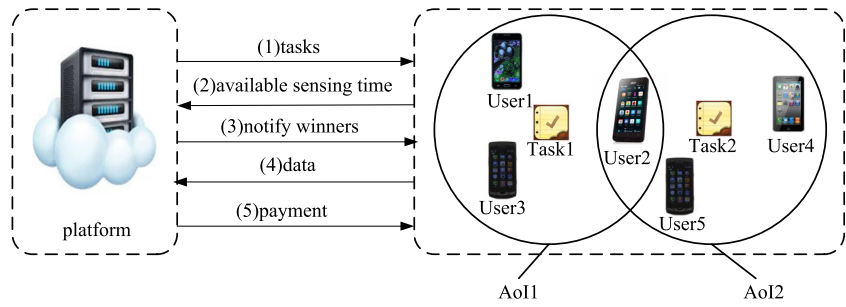 (1)tasks
(2)available sensing time
(3)notify winners
(4)data
(5)payment
platform
User1
Task1
User2
Task2
User4
User3
User5
AoI1
AoI2